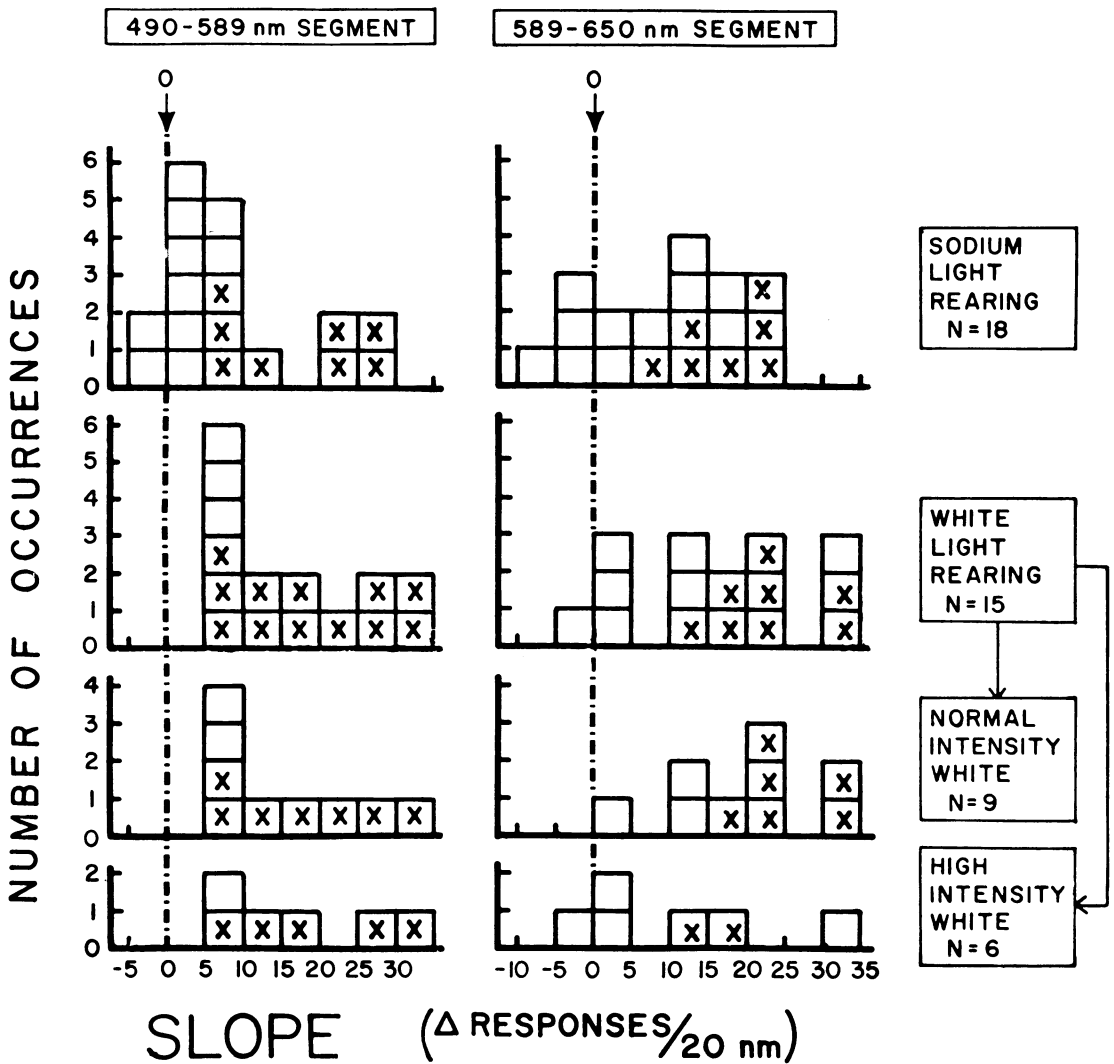 490-589 nm SEGMENT
589-650 nm SEGMENT
0
0
NUMBER OF OCCURRENCES
6
5
4
3
2
1
0
X
X X X
X X X X
X
X X
X X X X
SODIUM
LIGHT
REARING
N=18
6
5
4
3
2
1
0
X
X X X X X
X X X X X X
X
X X X
X X X X
WHITE
LIGHT
REARING
N=15
4
3
2
1
0
X
X X X X X X
X
X X
X X X
NORMAL
INTENSITY
WHITE
N=9
2
1
0
X X X X X
X X
HIGH
INTENSITY
WHITE
N=6
-5 0 5 10 15 20 25 30
-10 -5 0 5 10 15 20 25 30 35
SLOPE (Δ RESPONSES/20 nm)